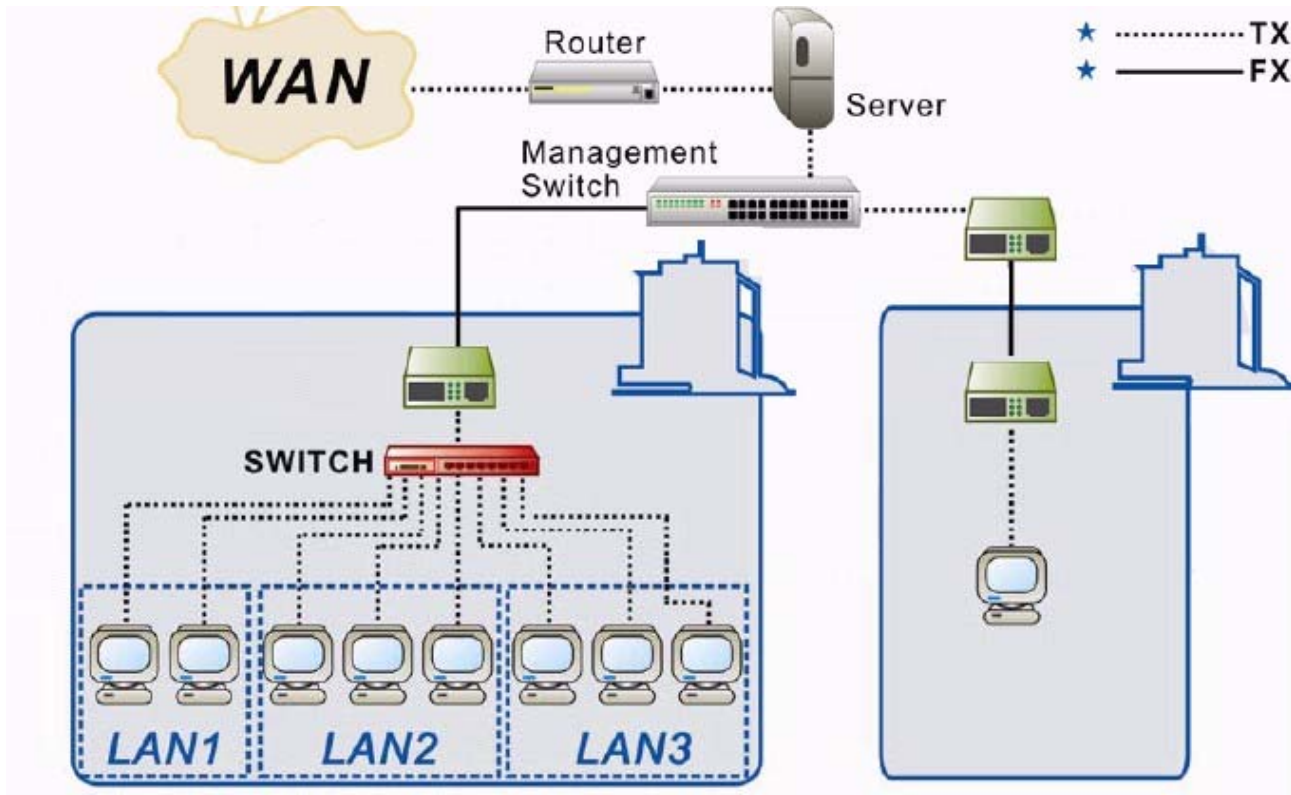 WAN
Router
Server
TX
FX
Management
Switch
SWITCH
LAN1
LAN2
LAN3